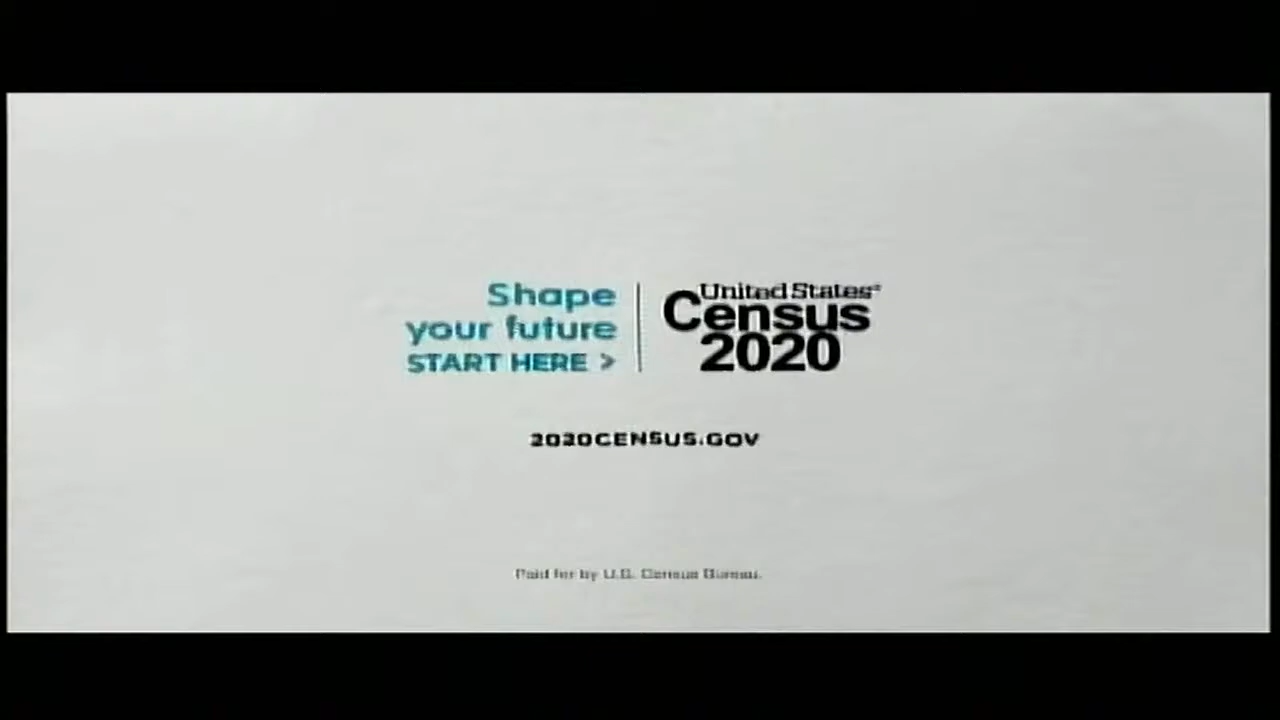 Shape
your future
START HERE >
United States®
Census
2020
2020CENSUS.GOV
Paid for by U.S. Census Bureau.